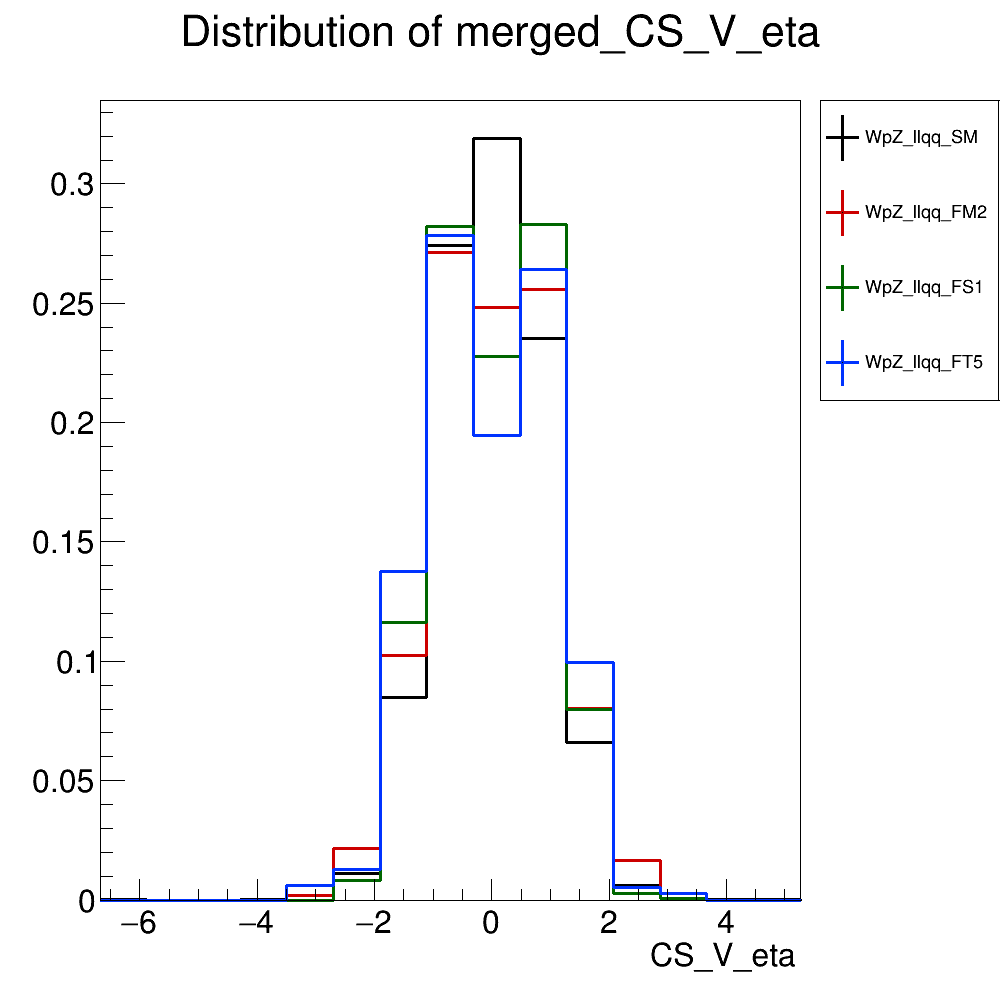 Distribution of merged_CS_V_eta
WpZ_llqq_SM
WpZ_llqq_FM2
WpZ_llqq_FS1
WpZ_llqq_FT5
0.3
0.25
0.2
0.15
0.1
0.05
0
−6 −4 −2 0 2 4
CS_V_eta